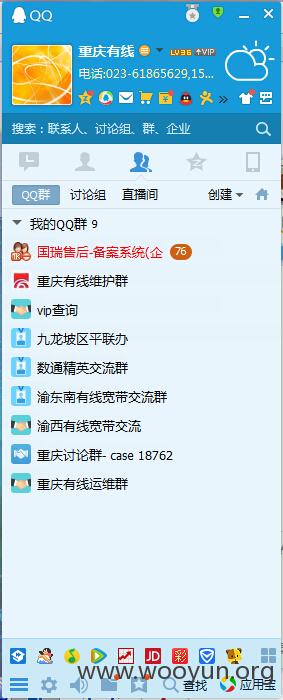 QQ
重庆有线
LV36 VIP
电话:023-61865629,15...
搜索：联系人、讨论组、群、企业
QQ群 讨论组 直播间 创建
我的QQ群 9
国瑞售后-备案系统(企 76
重庆有线维护群
vip查询
九龙坡区平联办
数通精英交流群
渝东南有线宽带交流群
渝西有线宽带交流
重庆讨论群- case 18762
重庆有线运维群
JD 彩
www.wooyun.org
查找 应用宝